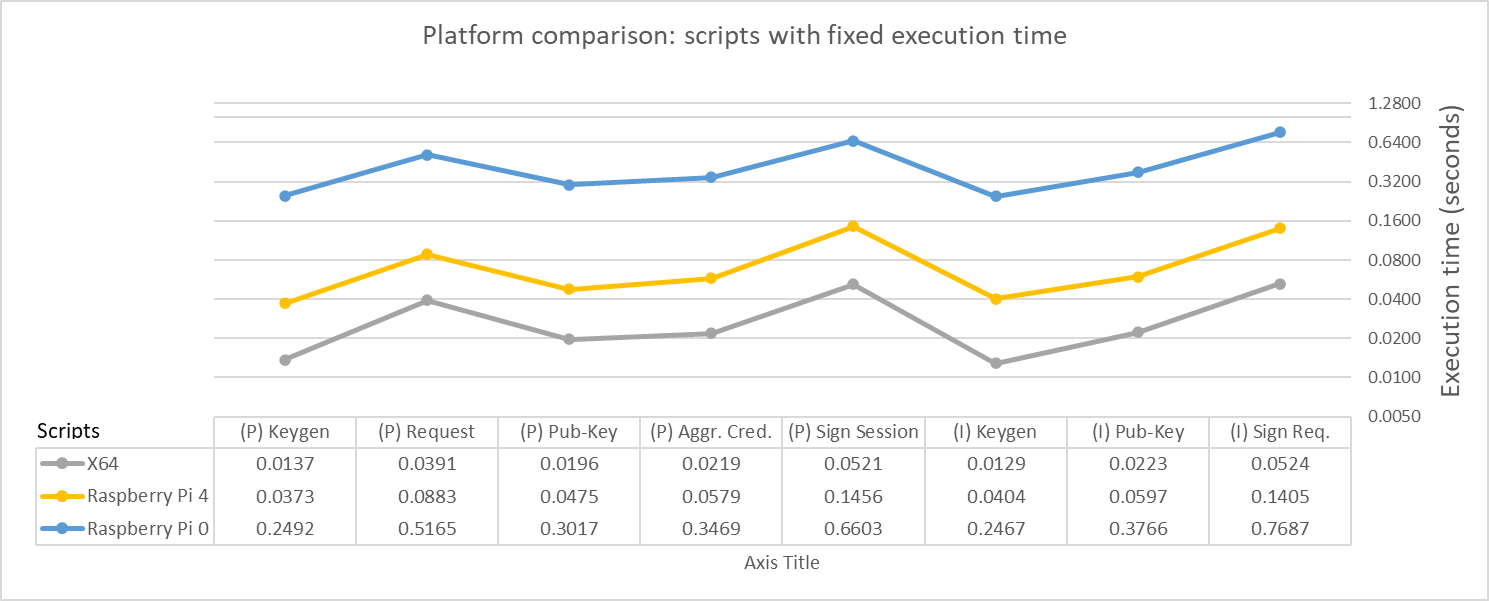 Platform comparison: scripts with fixed execution time
1.2800
0.6400
0.3200
0.1600
0.0800
0.0400
0.0200
0.0100
0.0050
Execution time (seconds)
Scripts (P) Keygen (P) Request (P) Pub-Key (P) Aggr. Cred. (P) Sign Session (I) Keygen (I) Pub-Key (I) Sign Req.
X64 0.0137 0.0391 0.0196 0.0219 0.0521 0.0129 0.0223 0.0524
Raspberry Pi 4 0.0373 0.0883 0.0475 0.0579 0.1456 0.0404 0.0597 0.1405
Raspberry Pi 0 0.2492 0.5165 0.3017 0.3469 0.6603 0.2467 0.3766 0.7687
Axis Title